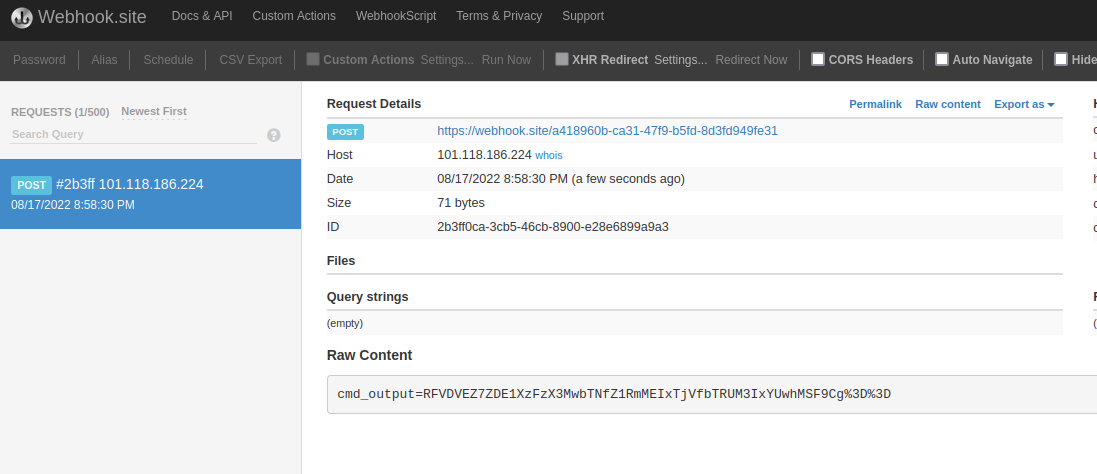 Webhook.site Docs & API Custom Actions WebhookScript Terms & Privacy Support
Password Alias Schedule CSV Export Custom Actions Settings... Run Now XHR Redirect Settings... Redirect Now CORS Headers Auto Navigate Hide
REQUESTS (1/500) Newest First
Search Query ?
POST #2b3ff 101.118.186.224
08/17/2022 8:58:30 PM
Request Details Permalink Raw content Export as
POST https://webhook.site/a418960b-ca31-47f9-b5fd-8d3fd949fe31
Host 101.118.186.224 whois
Date 08/17/2022 8:58:30 PM (a few seconds ago)
Size 71 bytes
ID 2b3ff0ca-3cb5-46cb-8900-e28e6899a9a3
Files
Query strings
(empty)
Raw Content
cmd_output=RFVDVEZ7ZDE1XzFzX3MwbTNfZ1RmMEIxTjVfbTRUM3IxYUwhMSF9Cg%3D%3D